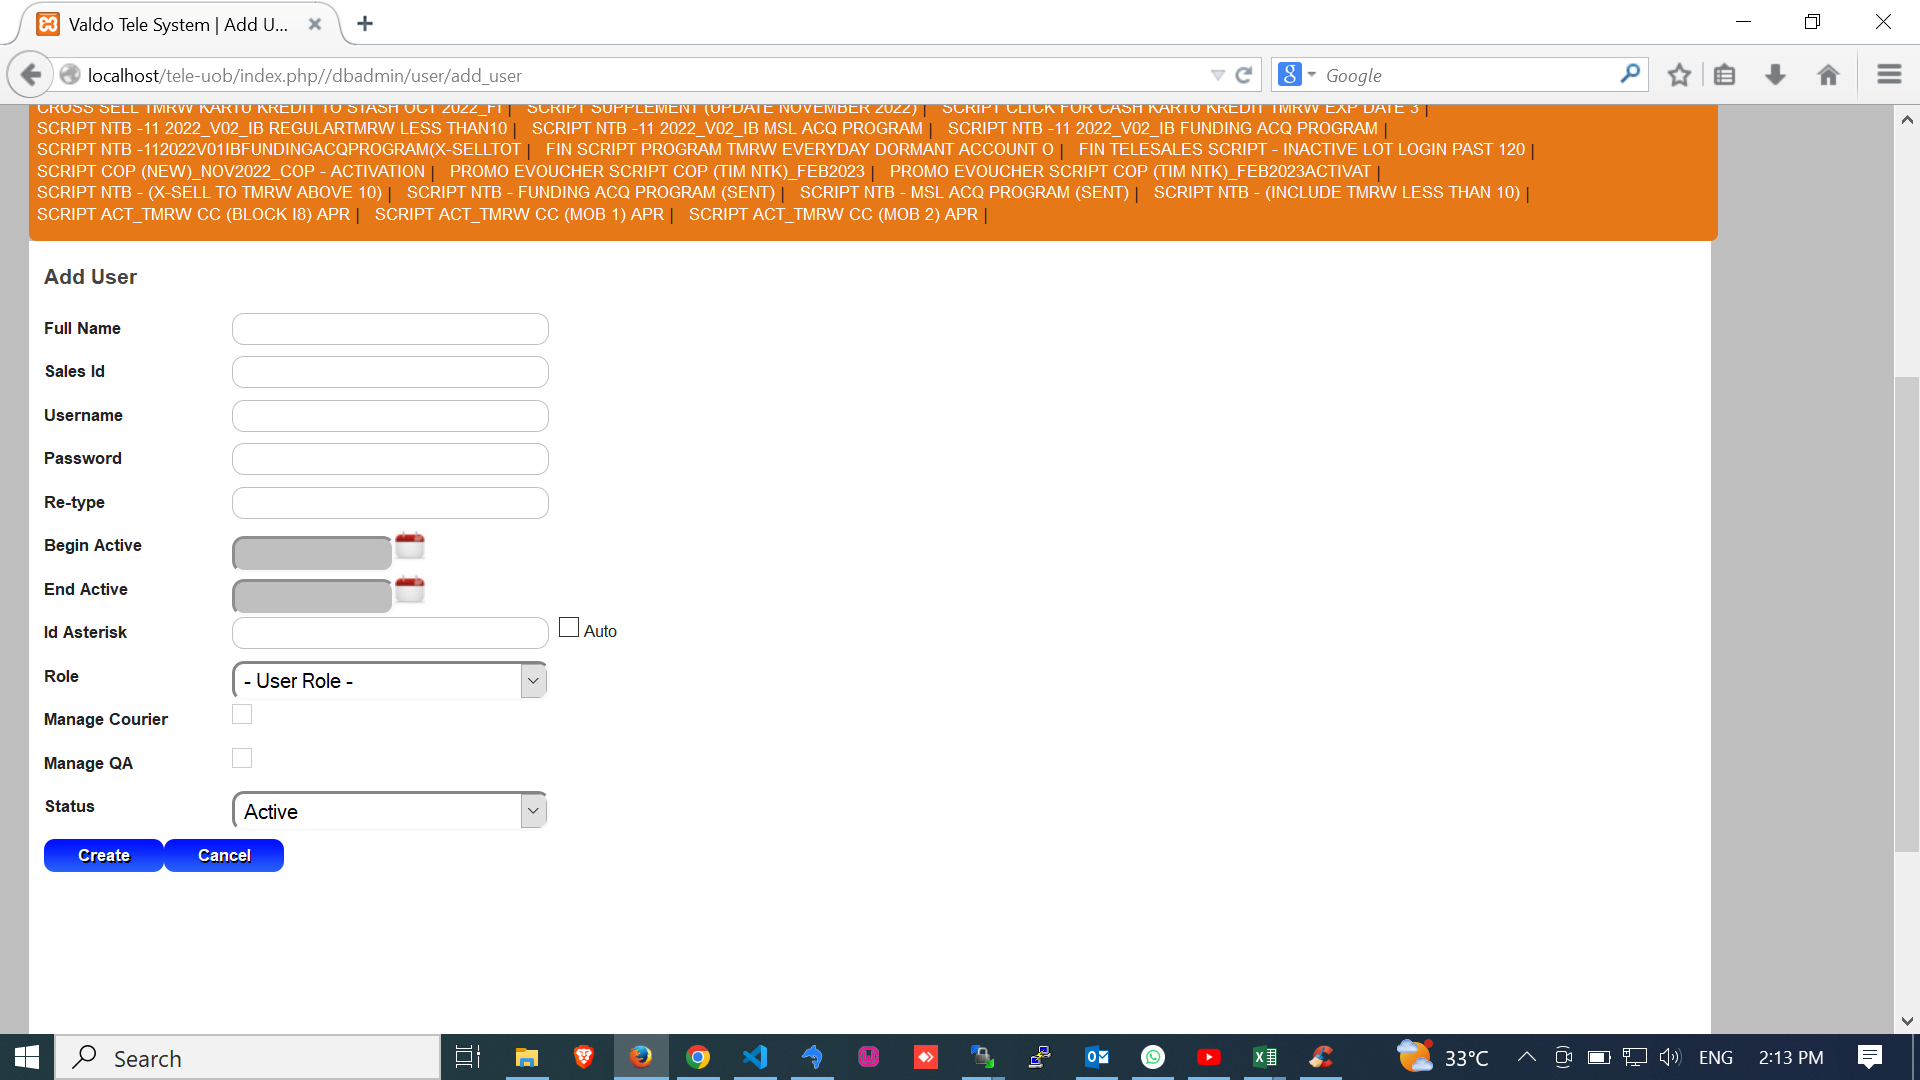 Valdo Tele System | Add U...
localhost/tele-uob/index.php//dbadmin/user/add_user
Google
CROSS SELL TMRW KARTU KREDIT TO STASH OCT 2022_FI | SCRIPT SUPPLEMENT (UPDATE NOVEMBER 2022) | SCRIPT CLICK FOR CASH KARTU KREDIT TMRW EXP DATE 3 |
SCRIPT NTB -11 2022_V02_IB REGULARTMRW LESS THAN10 | SCRIPT NTB -11 2022_V02_IB MSL ACQ PROGRAM | SCRIPT NTB -11 2022_V02_IB FUNDING ACQ PROGRAM |
SCRIPT NTB -112022V01IBFUNDINGACQPROGRAM(X-SELLTOT | FIN SCRIPT PROGRAM TMRW EVERYDAY DORMANT ACCOUNT O | FIN TELESALES SCRIPT - INACTIVE LOT LOGIN PAST 120 |
SCRIPT COP (NEW)_NOV2022_COP - ACTIVATION | PROMO EVOUCHER SCRIPT COP (TIM NTK)_FEB2023 | PROMO EVOUCHER SCRIPT COP (TIM NTK)_FEB2023ACTIVAT |
SCRIPT NTB - (X-SELL TO TMRW ABOVE 10) | SCRIPT NTB - FUNDING ACQ PROGRAM (SENT) | SCRIPT NTB - MSL ACQ PROGRAM (SENT) | SCRIPT NTB - (INCLUDE TMRW LESS THAN 10) |
SCRIPT ACT_TMRW CC (BLOCK I8) APR | SCRIPT ACT_TMRW CC (MOB 1) APR | SCRIPT ACT_TMRW CC (MOB 2) APR |
Add User
Full Name
Sales Id
Username
Password
Re-type
Begin Active
End Active
Id Asterisk Auto
Role - User Role -
Manage Courier
Manage QA
Status Active
Create Cancel
Search 33°C ENG 2:13 PM